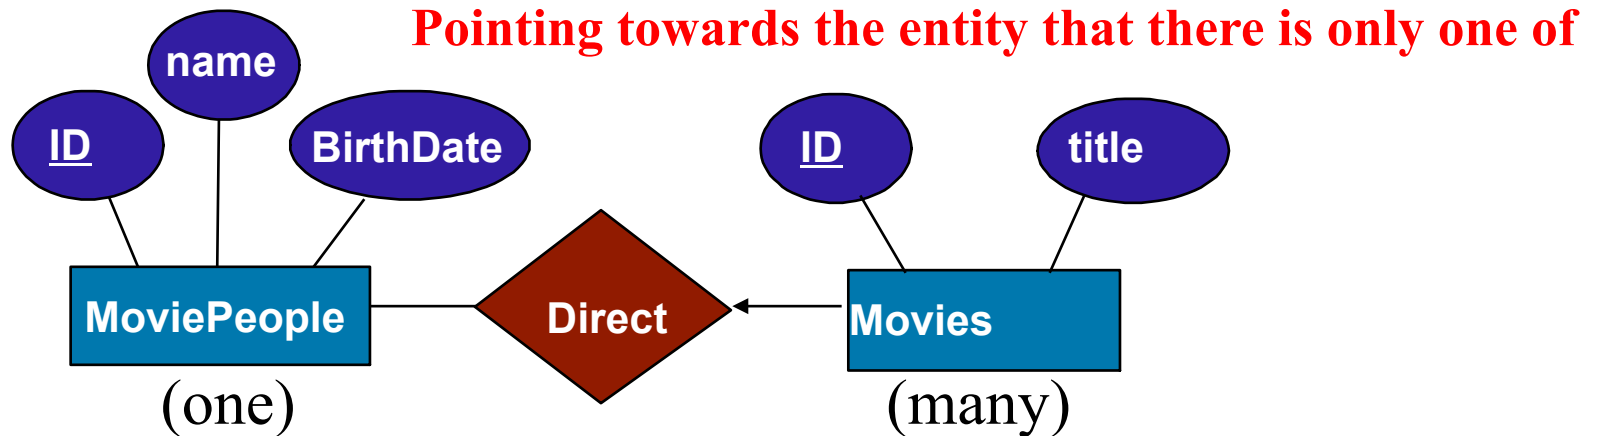 Pointing towards the entity that there is only one of
name
ID
BirthDate
ID
title
MoviePeople
Direct
Movies
(one)
(many)